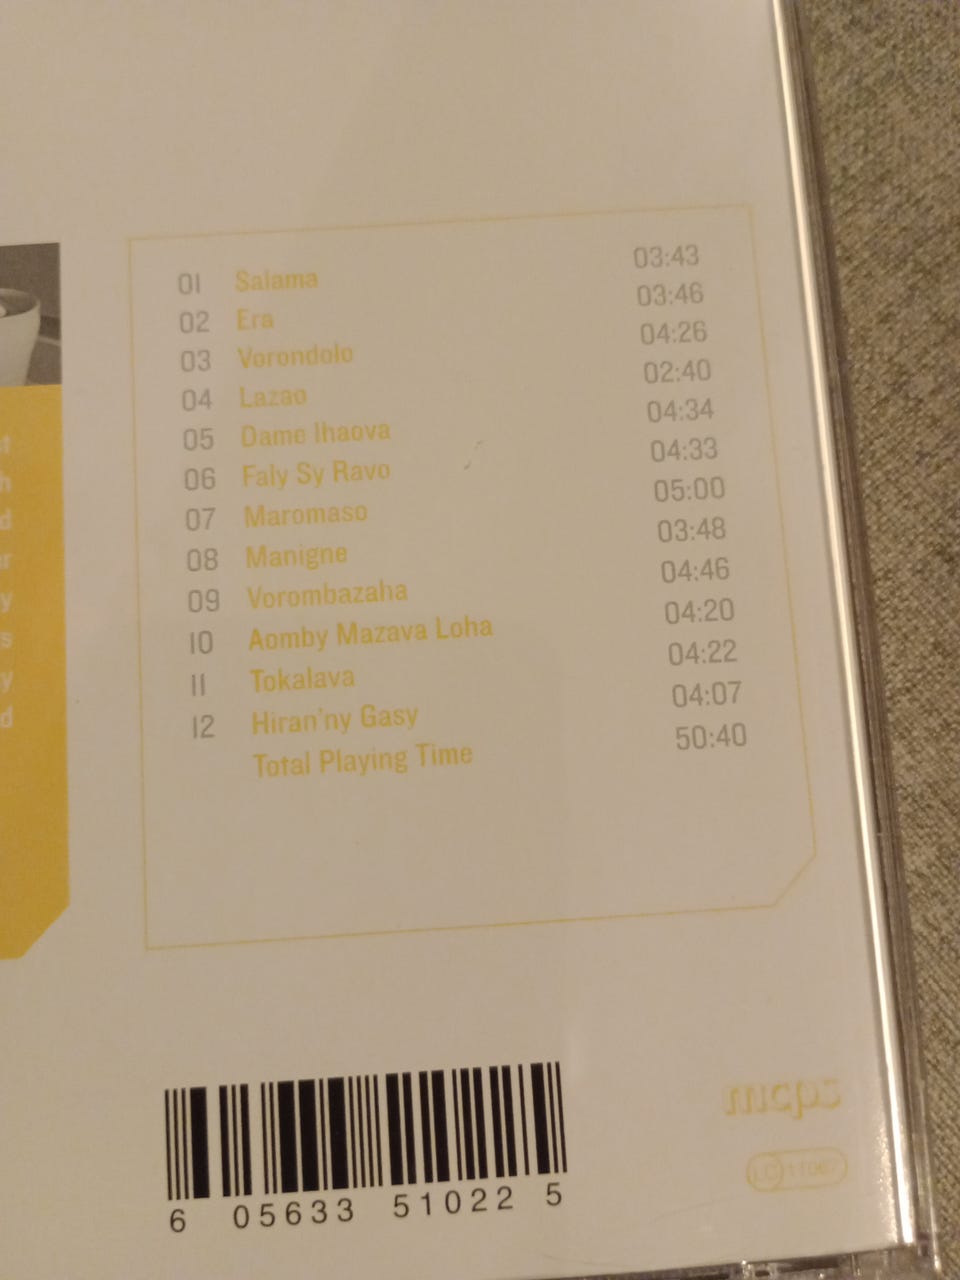 01 Salama 03:43
02 Era 03:46
03 Vorondolo 04:26
04 Lazao 02:40
05 Dame Ihaova 04:34
06 Faly Sy Ravo 04:33
07 Maromaso 05:00
08 Manigne 03:48
09 Vorombazaha 04:46
10 Aomby Mazava Loha 04:20
11 Tokalava 04:22
12 Hiran'ny Gasy 04:07
Total Playing Time 50:40
mcps
LC
6 05633 51022 5